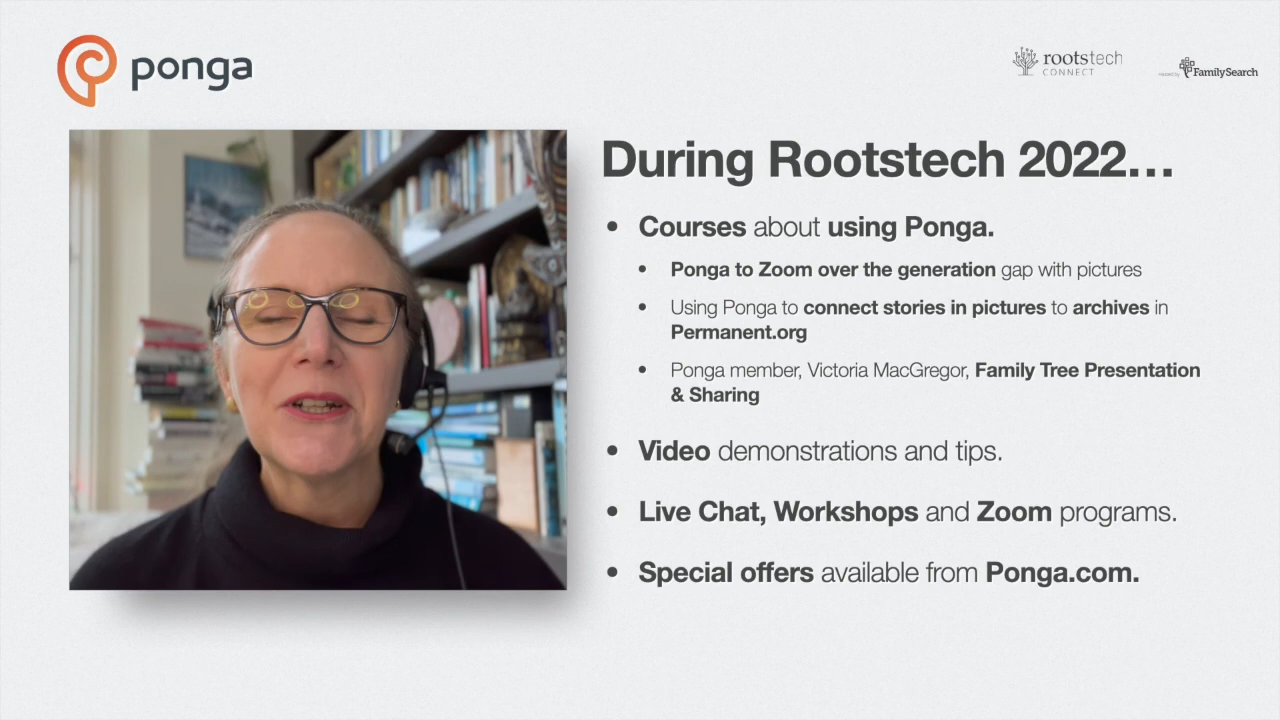 ponga
rootstech
CONNECT
FamilySearch
During Rootstech 2022…
• Courses about using Ponga.
• Ponga to Zoom over the generation gap with pictures
• Using Ponga to connect stories in pictures to archives in
Permanent.org
• Ponga member, Victoria MacGregor, Family Tree Presentation
& Sharing
• Video demonstrations and tips.
• Live Chat, Workshops and Zoom programs.
• Special offers available from Ponga.com.